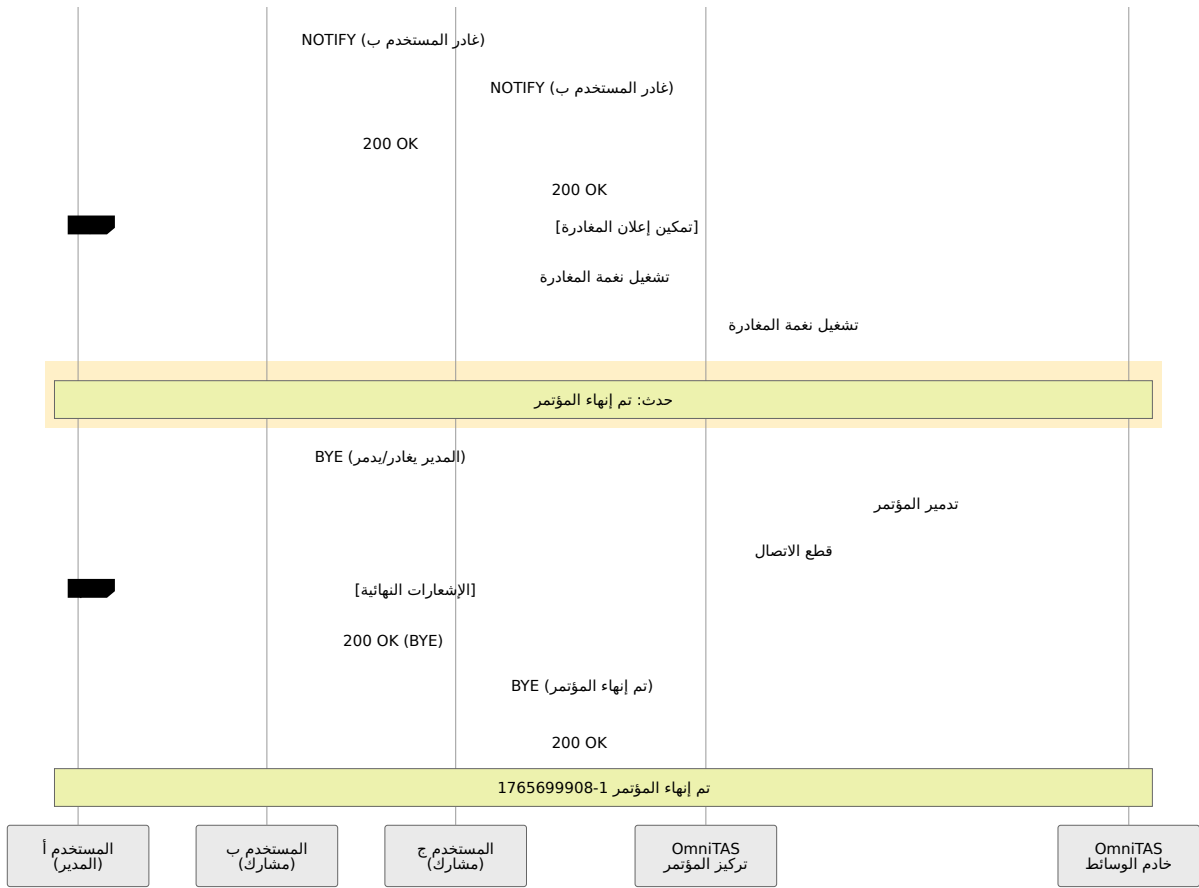 NOTIFY (غادر المستخدم ب)
NOTIFY (غادر المستخدم ب)
200 OK
200 OK
[تمكين إعلان المغادرة]
تشغيل نغمة المغادرة
تشغيل نغمة المغادرة
حدث: تم إنهاء المؤتمر
BYE (المدير يغادر/يدمر)
تدمير المؤتمر
قطع الاتصال
[الإشعارات النهائية]
200 OK (BYE)
BYE (تم إنهاء المؤتمر)
200 OK
تم إنهاء المؤتمر 1-1765699908
المستخدم أ
(المدير)
المستخدم ب
(مشارك)
المستخدم ج
(مشارك)
OmniTAS
تركيز المؤتمر
OmniTAS
خادم الوسائط